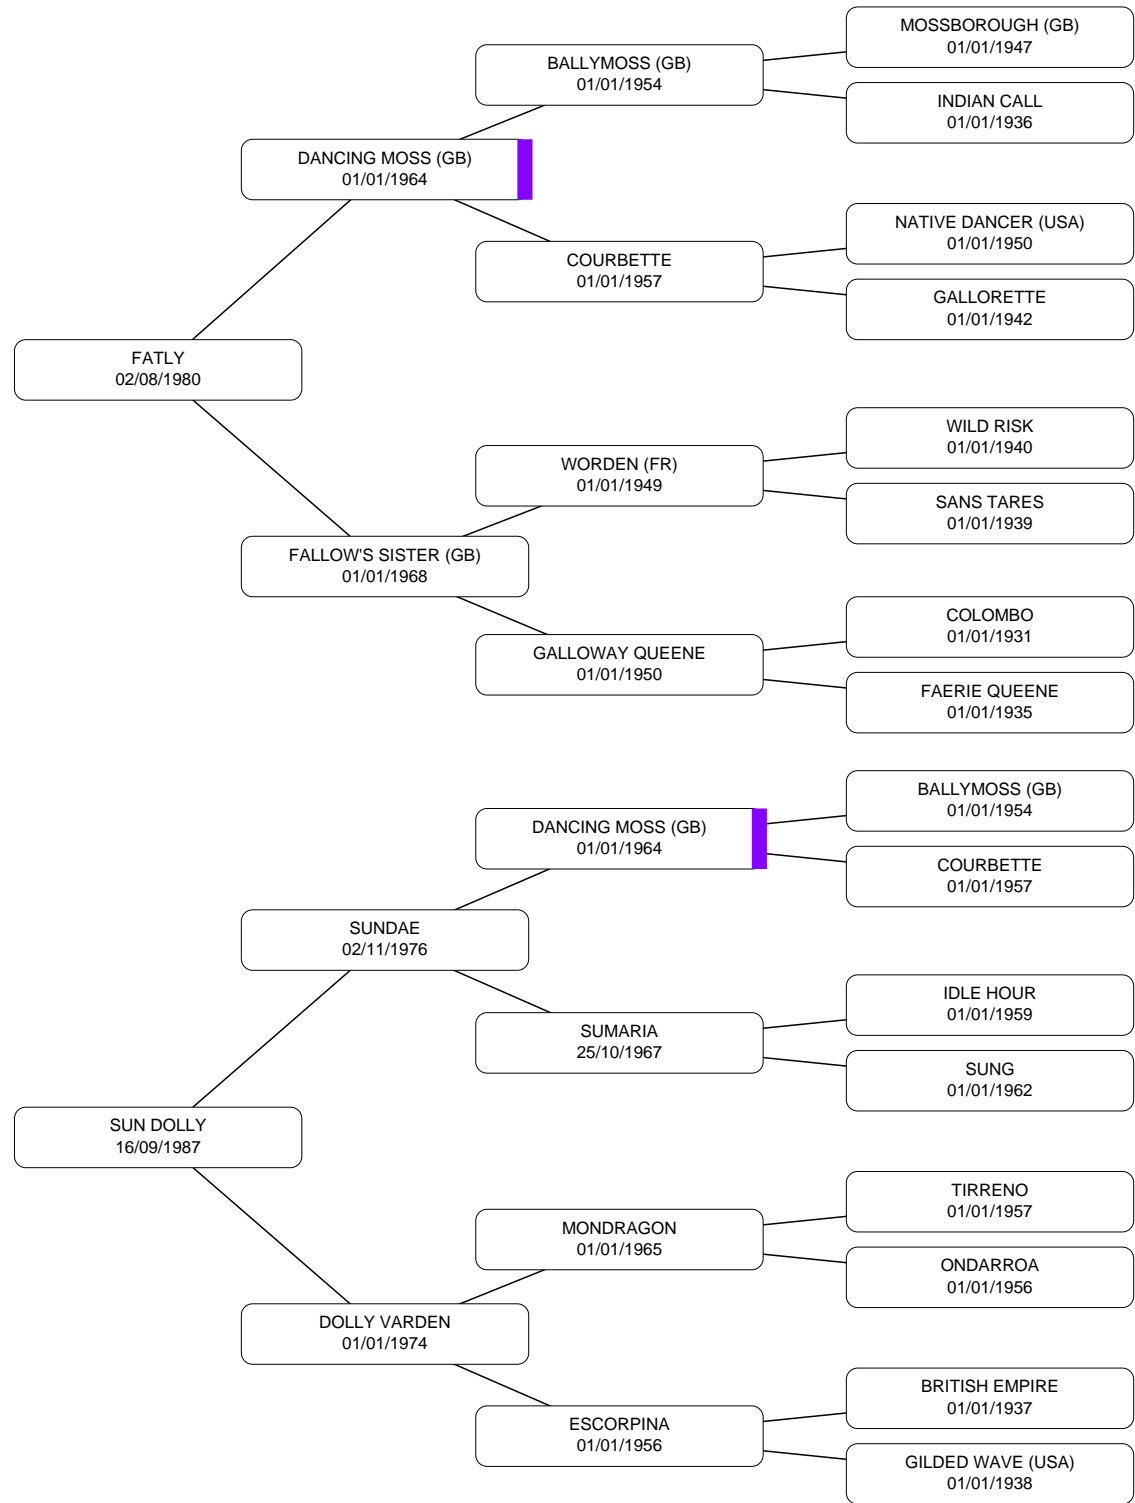 MOSSBOROUGH (GB)
01/01/1947
BALLYMOSS (GB)
01/01/1954
INDIAN CALL
01/01/1936
DANCING MOSS (GB)
01/01/1964
NATIVE DANCER (USA)
01/01/1950
COURBETTE
01/01/1957
GALLORETTE
01/01/1942
FATLY
02/08/1980
WILD RISK
01/01/1940
WORDEN (FR)
01/01/1949
SANS TARES
01/01/1939
FALLOW'S SISTER (GB)
01/01/1968
COLOMBO
01/01/1931
GALLOWAY QUEENE
01/01/1950
FAERIE QUEENE
01/01/1935
BALLYMOSS (GB)
01/01/1954
DANCING MOSS (GB)
01/01/1964
COURBETTE
01/01/1957
SUNDAE
02/11/1976
IDLE HOUR
01/01/1959
SUMARIA
25/10/1967
SUNG
01/01/1962
SUN DOLLY
16/09/1987
TIRRENO
01/01/1957
MONDRAGON
01/01/1965
ONDARROA
01/01/1956
DOLLY VARDEN
01/01/1974
BRITISH EMPIRE
01/01/1937
ESCORPINA
01/01/1956
GILDED WAVE (USA)
01/01/1938